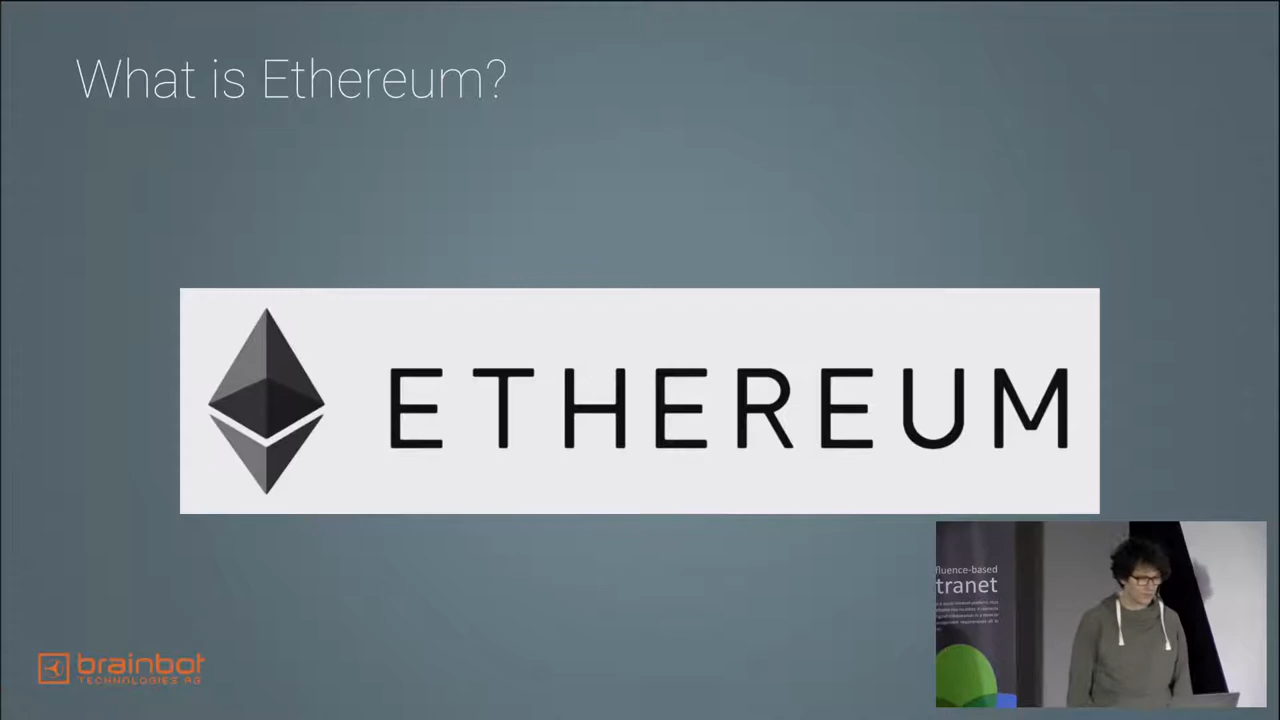 What is Ethereum?
ETHEREUM
fluence-based
tranet
brainbot
TECHNOLOGIES AG